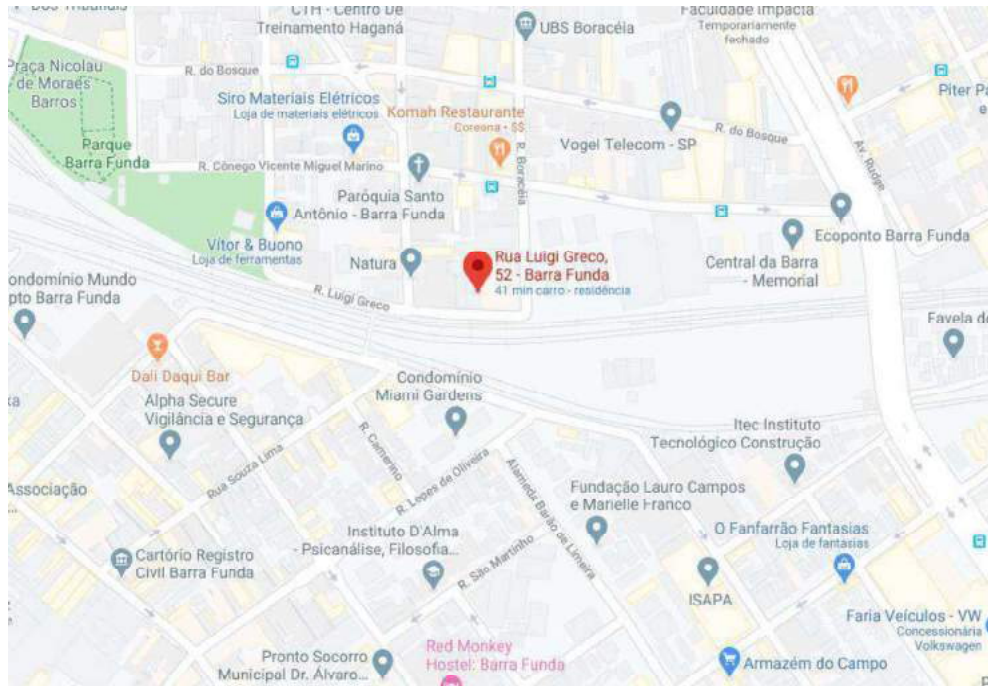 CTH - Centro De
Treinamento Haganá
UBS Boracéia
Faculdade Impacta
Temporariamente
fechado
Praça Nicolau
de Moraes
Barros
R. do Bosque
Piter Pa
e
Siro Materiais Elétricos
Loja de materiais elétricos
Komah Restaurante
Coreana • $$
Vogel Telecom - SP
R. do Bosque
Av. Rudge
Parque
Barra Funda
R. Cônego Vicente Miguel Marino
R. Boracéia
Paróquia Santo
Antônio - Barra Funda
Ecoponto Barra Funda
Vítor & Buono
Loja de ferramentas
Natura
Rua Luigi Greco,
52 - Barra Funda
41 min carro - residência
Central da Barra
- Memorial
R. Luigi Greco
ondomínio Mundo
pto Barra Funda
Favela do
Dali Daqui Bar
Condomínio
Miami Gardens
Alpha Secure
Vigilância e Segurança
Itec Instituto
Tecnológico Construção
R. Camerino
Rua Souza Lima
R. Lopes de Oliveira
Alameda Barão de Limeira
Associação
...
Fundação Lauro Campos
e Marielle Franco
O Fanfarrão Fantasias
Loja de fantasias
Instituto D'Alma
- Psicanálise, Filosofia...
Cartório Registro
Civil Barra Funda
R. São Martinho
ISAPA
Faria Veículos - VW
Concessionária
Volkswagen
Red Monkey
Hostel: Barra Funda
Pronto Socorro
Municipal Dr. Álvaro...
Armazém do Campo